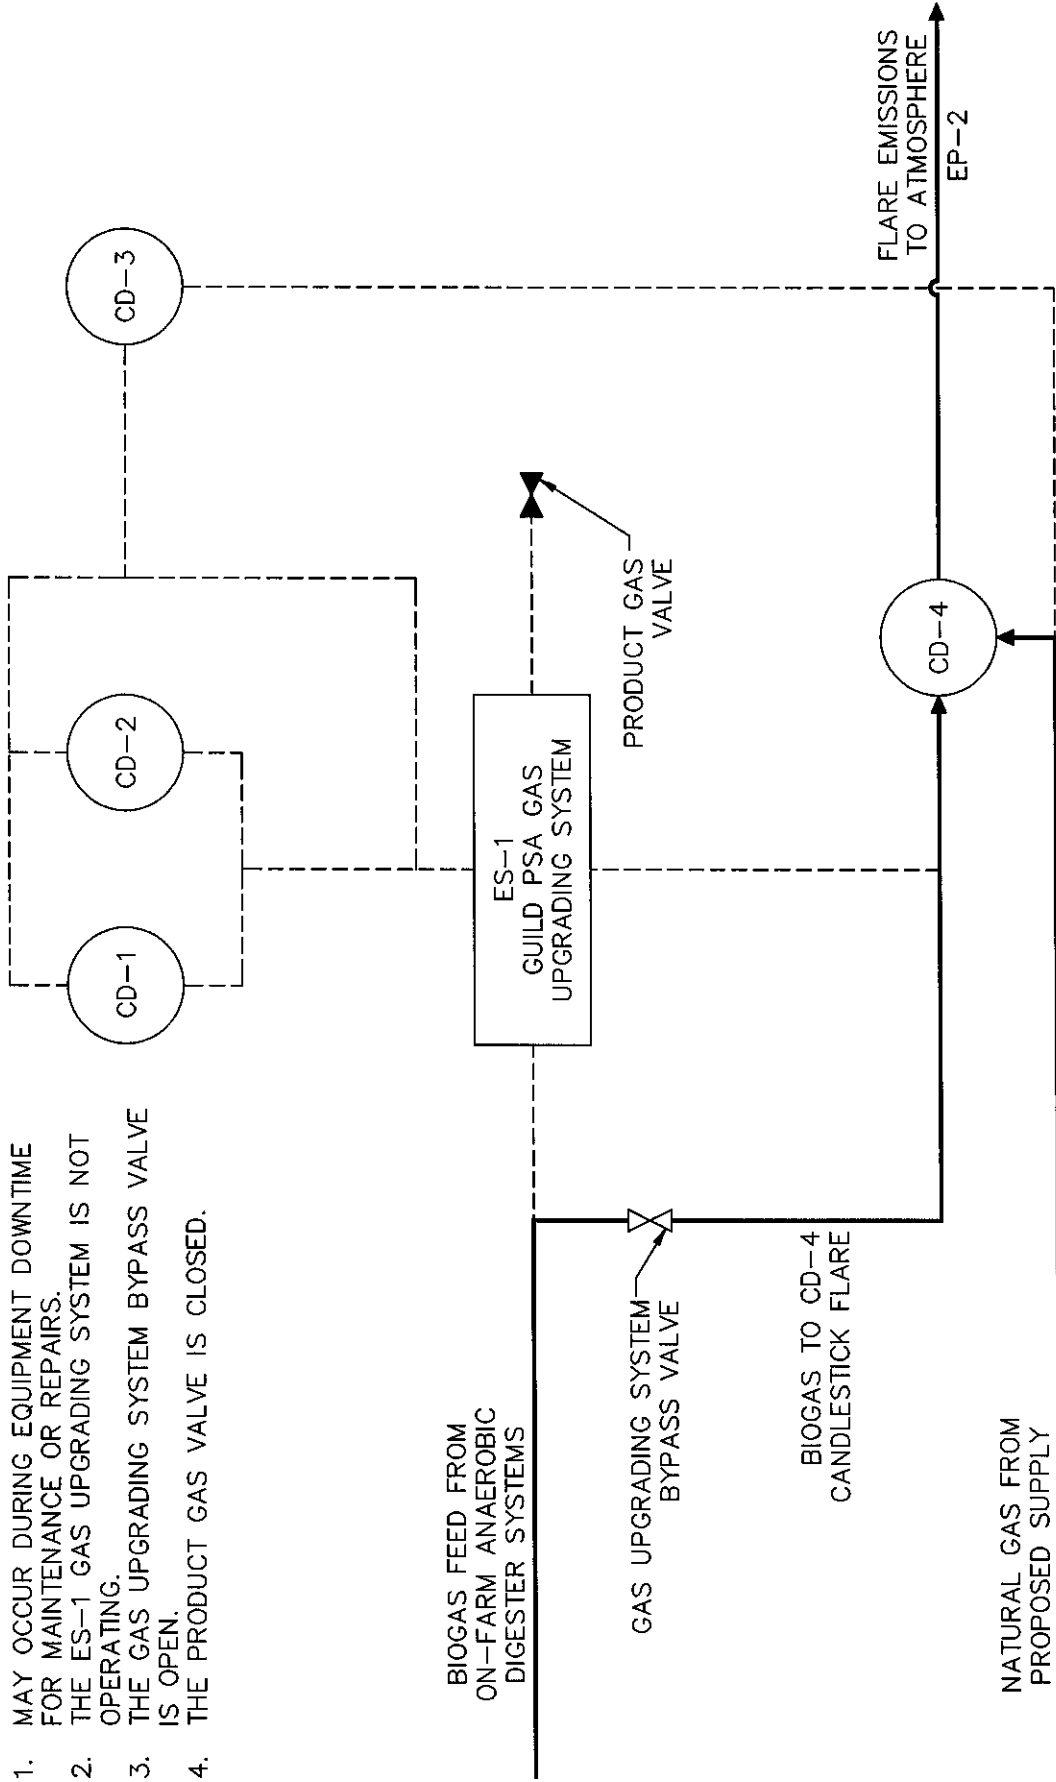 1. MAY OCCUR DURING EQUIPMENT DOWNTIME
FOR MAINTENANCE OR REPAIRS.
2. THE ES-1 GAS UPGRADING SYSTEM IS NOT
OPERATING.
3. THE GAS UPGRADING SYSTEM BYPASS VALVE
IS OPEN.
4. THE PRODUCT GAS VALVE IS CLOSED.
CD-1
CD-2
CD-3
BIOGAS FEED FROM
ON-FARM ANAEROBIC
DIGESTER SYSTEMS
ES-1
GUILD PSA GAS
UPGRADING SYSTEM
PRODUCT GAS
VALVE
GAS UPGRADING SYSTEM
BYPASS VALVE
BIOGAS TO CD-4
CANDLESTICK FLARE
CD-4
FLARE EMISSIONS
TO ATMOSPHERE
EP-2
NATURAL GAS FROM
PROPOSED SUPPLY